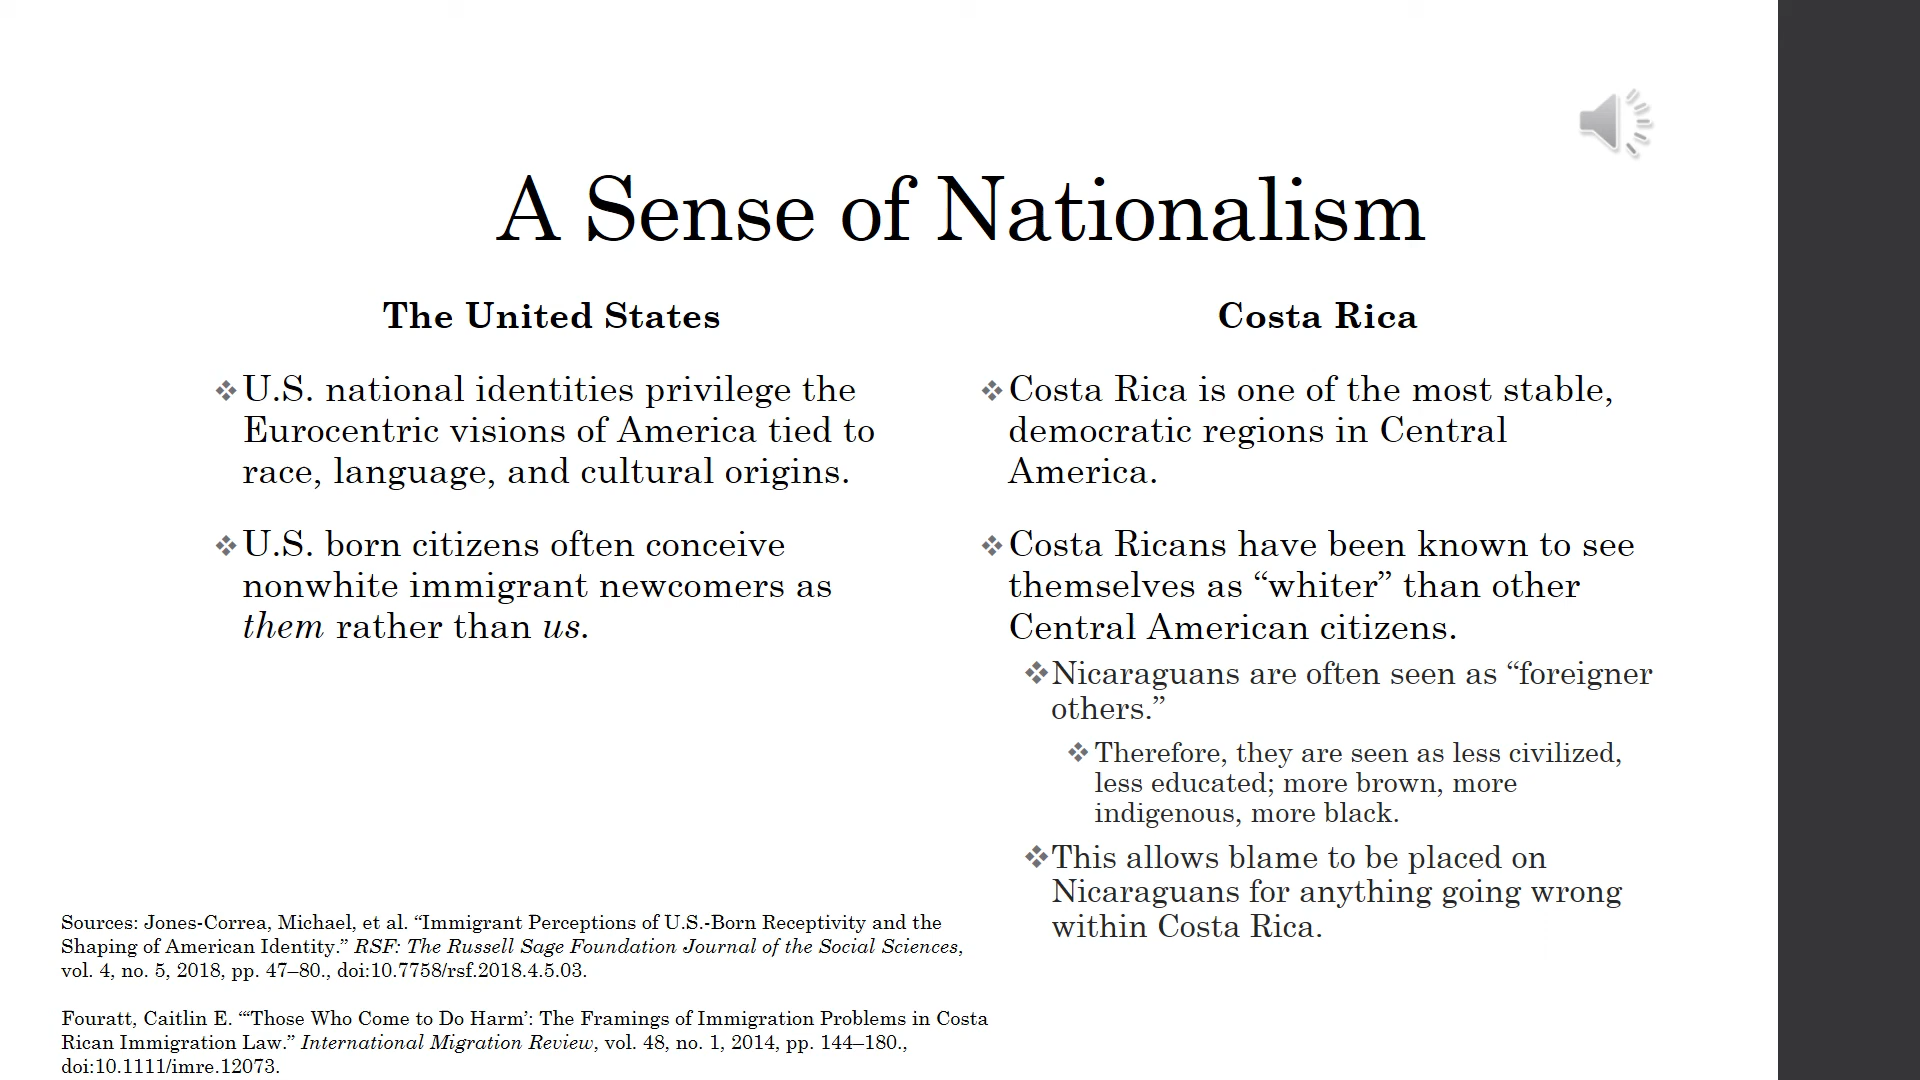 A Sense of Nationalism
The United States
U.S. national identities privilege the
Eurocentric visions of America tied to
race, language, and cultural origins.
U.S. born citizens often conceive
nonwhite immigrant newcomers as
them rather than us.
Costa Rica
Costa Rica is one of the most stable,
democratic regions in Central
America.
Costa Ricans have been known to see
themselves as “whiter” than other
Central American citizens.
Nicaraguans are often seen as “foreigner
others.”
Therefore, they are seen as less civilized,
less educated; more brown, more
indigenous, more black.
This allows blame to be placed on
Nicaraguans for anything going wrong
within Costa Rica.
Sources: Jones-Correa, Michael, et al. “Immigrant Perceptions of U.S.-Born Receptivity and the
Shaping of American Identity.” RSF: The Russell Sage Foundation Journal of the Social Sciences,
vol. 4, no. 5, 2018, pp. 47–80., doi:10.7758/rsf.2018.4.5.03.
Fouratt, Caitlin E. “‘Those Who Come to Do Harm’: The Framings of Immigration Problems in Costa
Rican Immigration Law.” International Migration Review, vol. 48, no. 1, 2014, pp. 144–180.,
doi:10.1111/imre.12073.